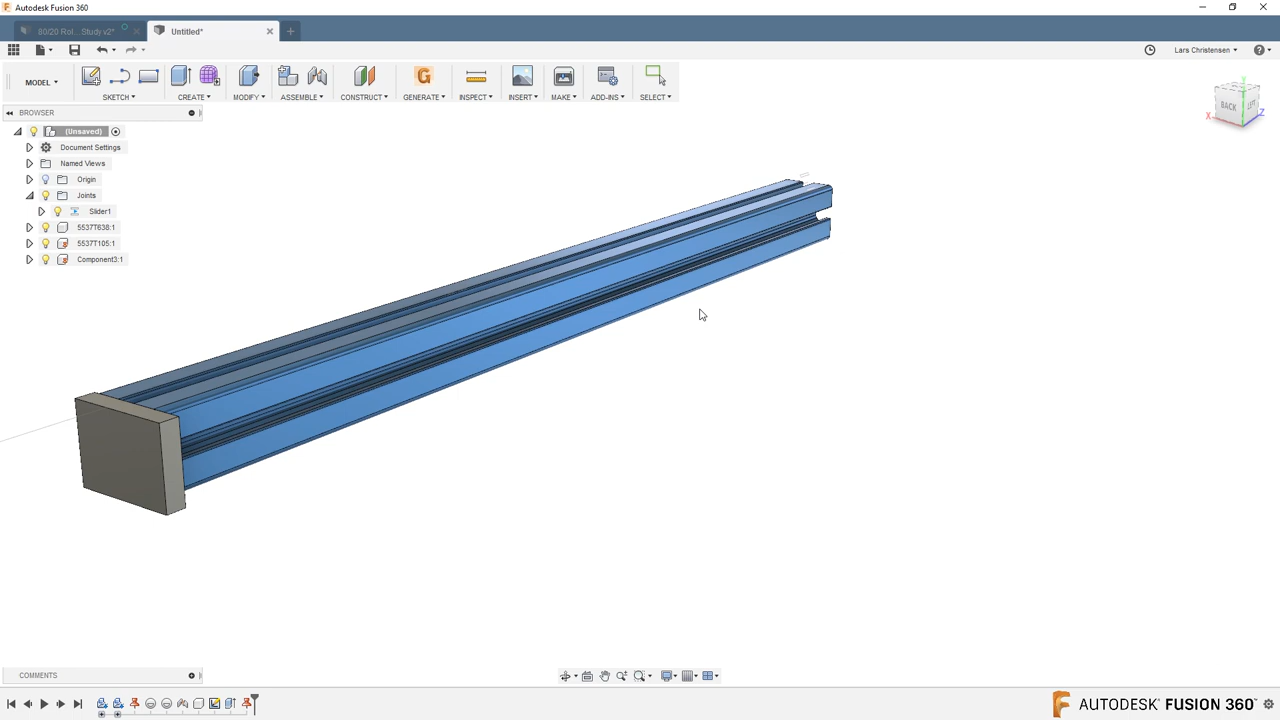 Autodesk Fusion 360
80/20 Rol...Study v2*
Untitled*
Lars Christensen
MODEL
SKETCH
CREATE
MODIFY
ASSEMBLE
CONSTRUCT
GENERATE
INSPECT
INSERT
MAKE
ADD-INS
SELECT
BROWSER
(Unsaved)
Document Settings
Named Views
Origin
Joints
Slider1
5537T638:1
5537T105:1
Component3:1
Y
BACK
LEFT
X
Z
COMMENTS
AUTODESK® FUSION 360™